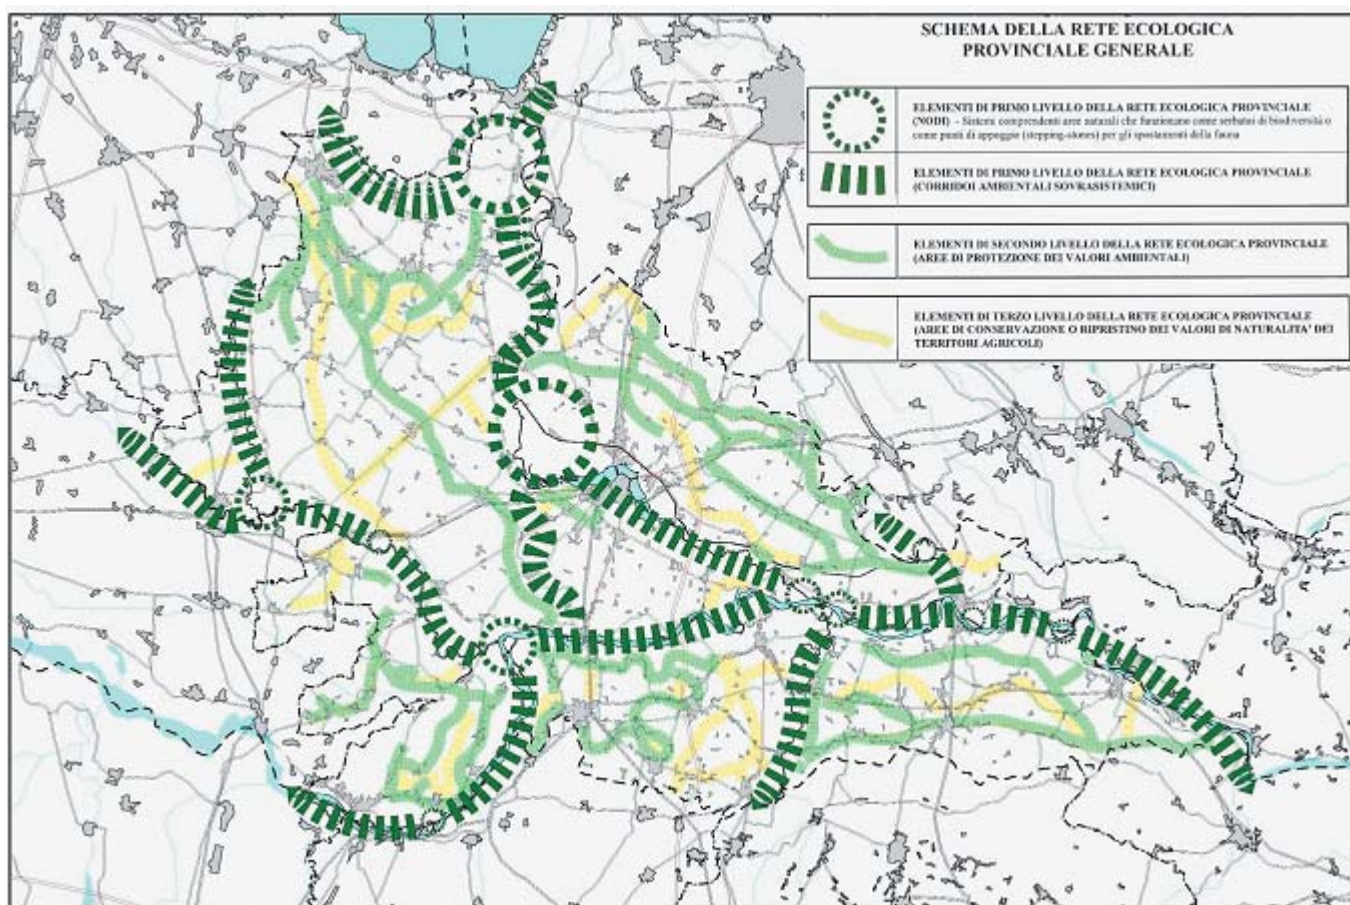 SCHEMA DELLA RETE ECOLOGICA
PROVINCIALE GENERALE
ELEMENTI DI PRIMO LIVELLO DELLA RETE ECOLOGICA PROVINCIALE
(NODI) - Sistemi comprendenti aree naturali che funzionano come serbatoi di biodiversità o
come punti di appoggio (stepping-stones) per gli spostamenti della fauna
ELEMENTI DI PRIMO LIVELLO DELLA RETE ECOLOGICA PROVINCIALE
(CORRIDOI AMBIENTALI SOVRASISTEMICI)
ELEMENTI DI SECONDO LIVELLO DELLA RETE ECOLOGICA PROVINCIALE
(AREE DI PROTEZIONE DEI VALORI AMBIENTALI)
ELEMENTI DI TERZO LIVELLO DELLA RETE ECOLOGICA PROVINCIALE
(AREE DI CONSERVAZIONE O RIPRISTINO DEI VALORI DI NATURALITA' DEI
TERRITORI AGRICOLI)